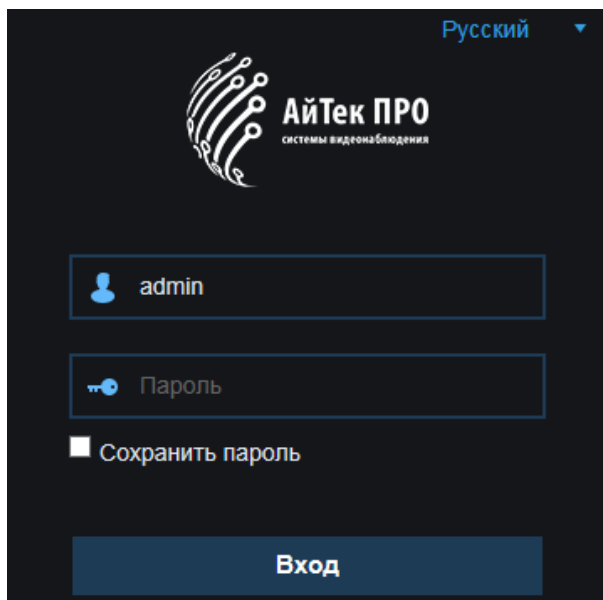 Русский
АйТек ПРО
системы видеонаблюдения
admin
Пароль
Сохранить пароль
Вход